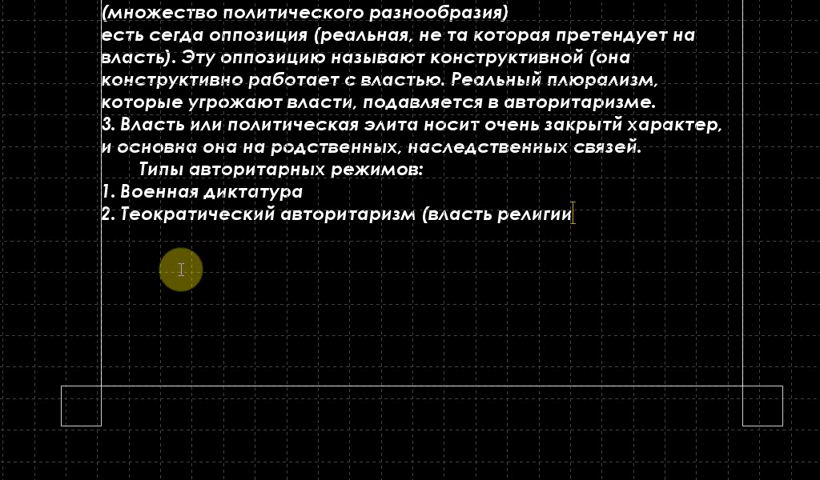 (множество политического разнообразия)
есть сегда оппозиция (реальная, не та которая претендует на
власть). Эту оппозицию называют конструктивной (она
конструктивно работает с властью. Реальный плюрализм,
которые угрожают власти, подавляется в авторитаризме.
3. Власть или политическая элита носит очень закрытй характер,
и основна она на родственных, наследственных связей.
Типы авторитарных режимов:
1. Военная диктатура
2. Теократический авторитаризм (власть религии